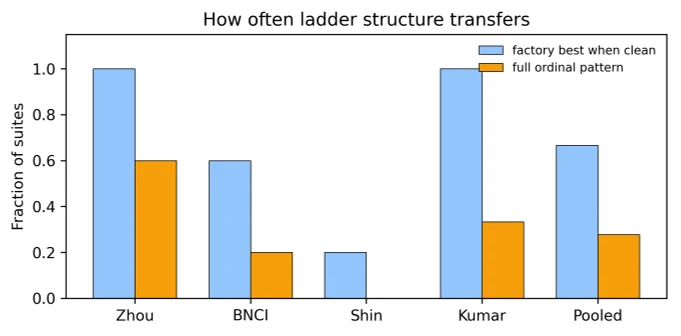 How often ladder structure transfers
factory best when clean
full ordinal pattern
Fraction of suites
1.0
0.8
0.6
0.4
0.2
0.0
Zhou BNCI Shin Kumar Pooled